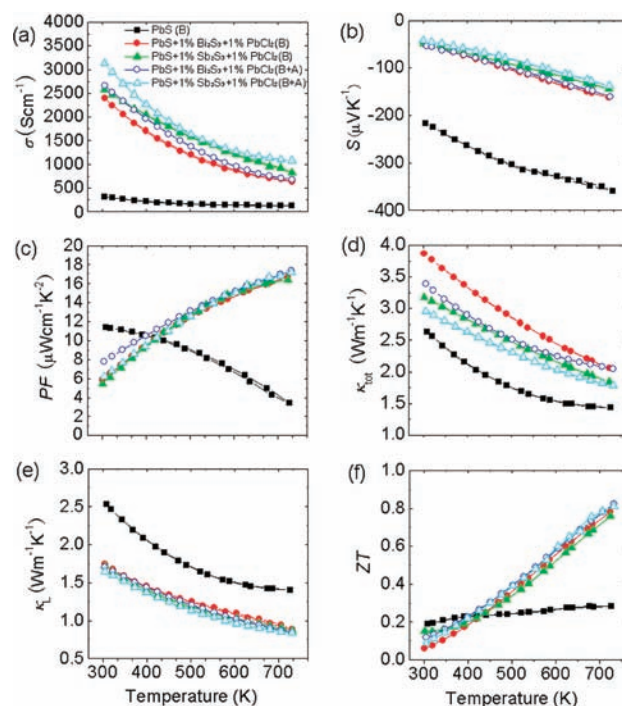 (a)
PbS (B)
PbS+1% Bi₂S₃+1% PbCl₂(B)
PbS+1% Sb₂S₃+1% PbCl₂(B)
PbS+1% Bi₂S₃+1% PbCl₂(B+A)
PbS+1% Sb₂S₃+1% PbCl₂(B+A)
σ (Scm⁻¹)
5000
4500
4000
3500
3000
2500
2000
1500
1000
500
0
(b)
S (μVK⁻¹)
0
-100
-200
-300
-400
(c)
PF (μWcm⁻¹K⁻²)
20
18
16
14
12
10
8
6
4
2
0
(d)
κtot (Wm⁻¹K⁻¹)
4.0
3.5
3.0
2.5
2.0
1.5
1.0
(e)
κL (Wm⁻¹K⁻¹)
3.0
2.5
2.0
1.5
1.0
0.5
300 400 500 600 700
Temperature (K)
(f)
ZT
1.0
0.8
0.6
0.4
0.2
0.0
300 400 500 600 700
Temperature (K)